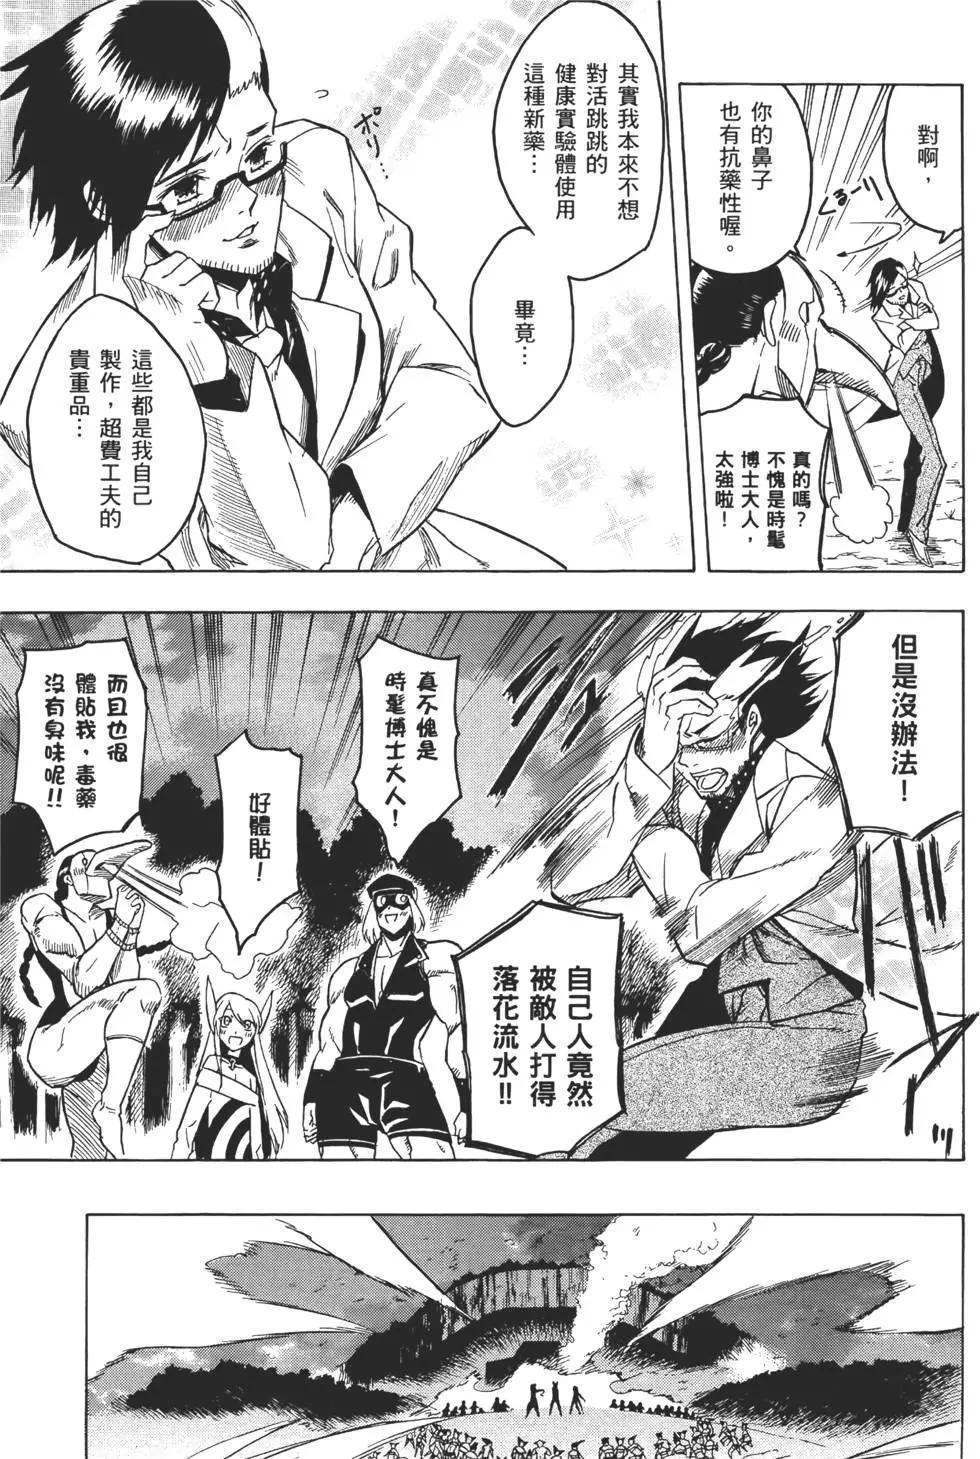 對啊，
你的鼻子
也有抗藥性喔。
くるーり
真的嗎？
不愧是時髦
博士大人，
太強啦！
其實我本來不想
對活跳跳的
健康實驗體使用
這種新藥…
畢竟…
ポリ…
這些都是我自己
製作，超費工夫的
貴重品…
但是沒辦法！
自己人竟然
被敵人打得
落花流水!!
真不愧是
時髦博士大人！
好體貼！
而且也很
體貼我，毒藥
沒有臭味呢!!